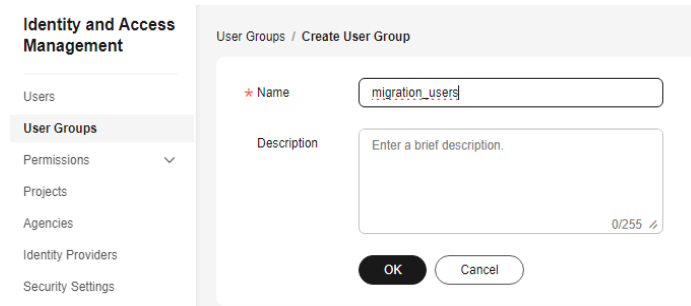 Identity and Access
Management
Users
User Groups
Permissions
Projects
Agencies
Identity Providers
Security Settings
User Groups / Create User Group
* Name
migration_users
Description
Enter a brief description.
0/255
OK
Cancel